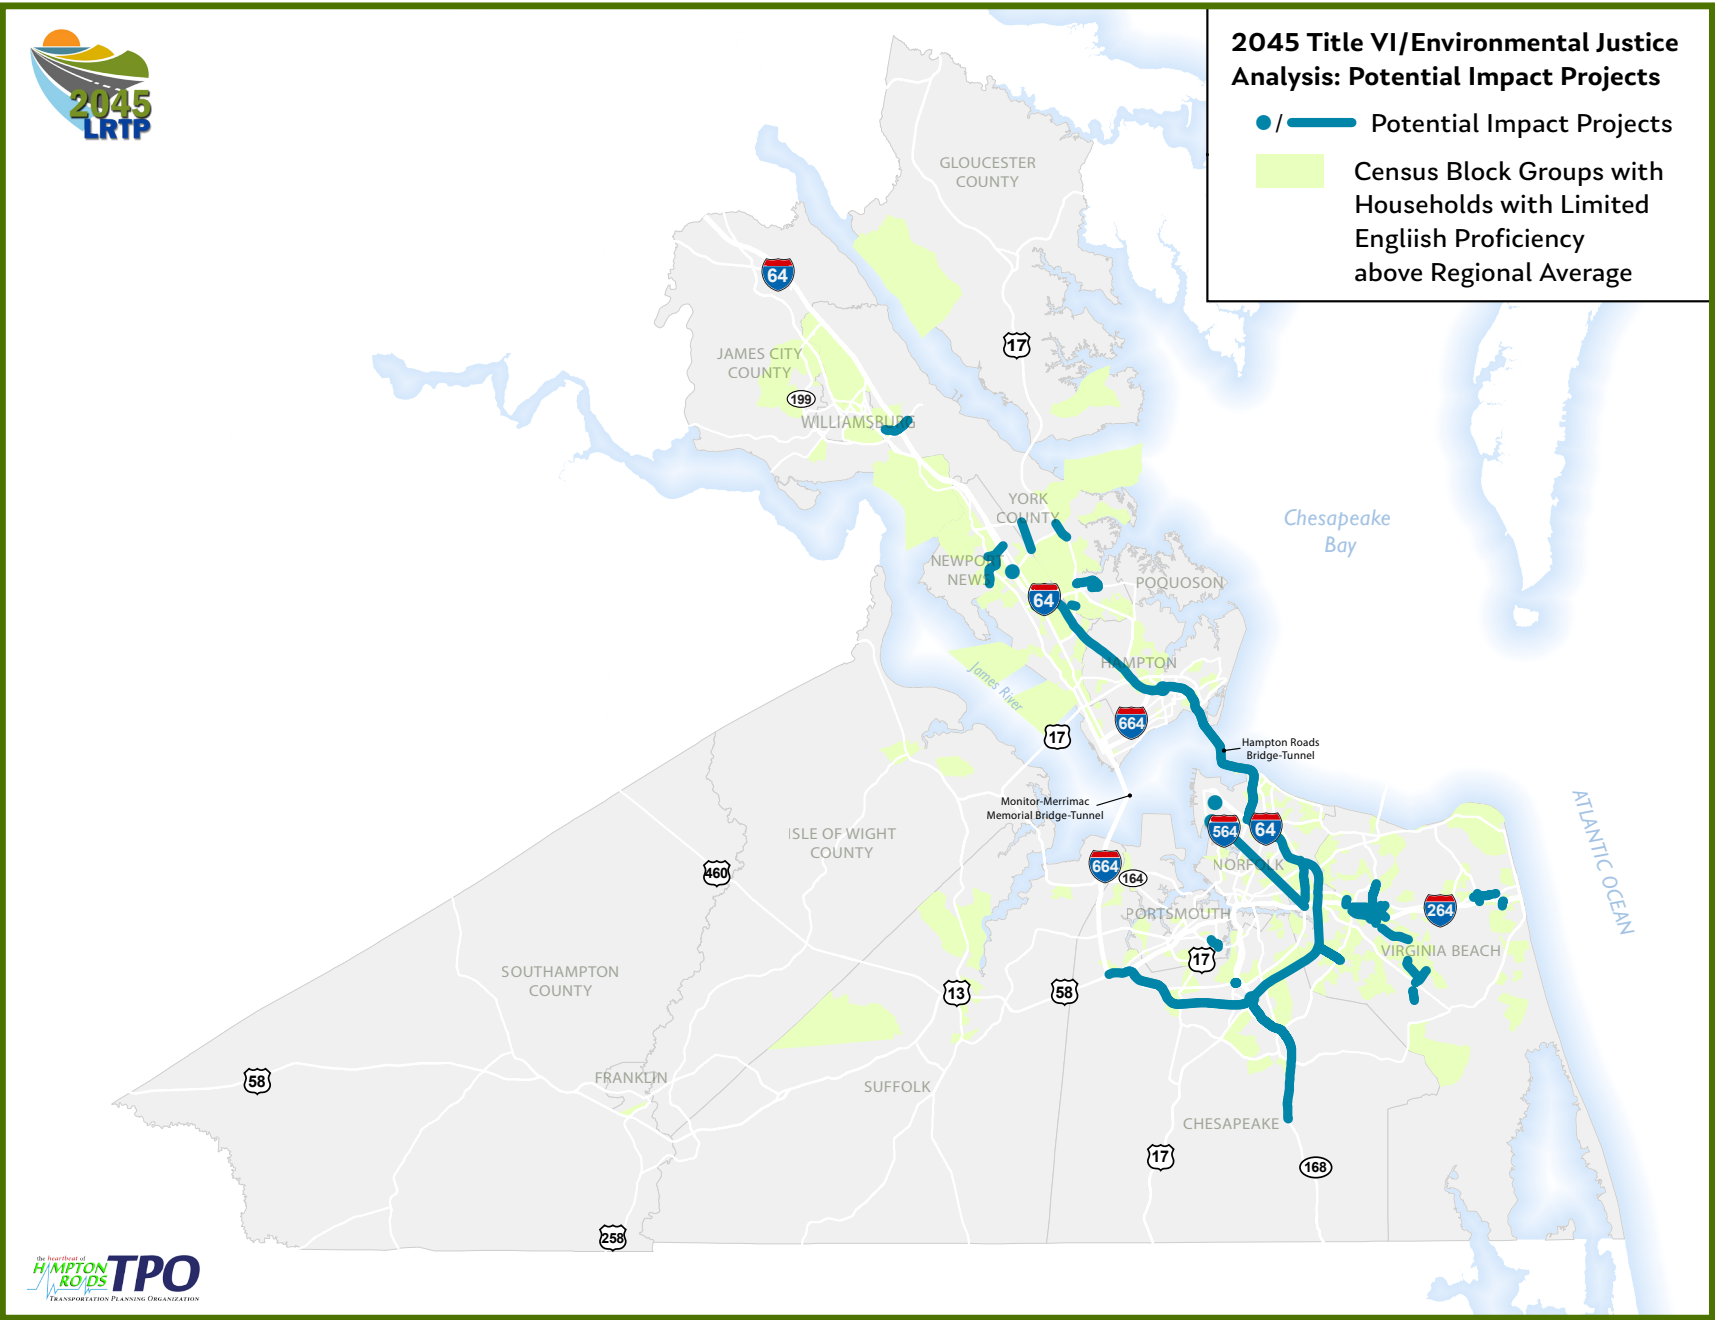 2045
LRTP
2045 Title VI/Environmental Justice
Analysis: Potential Impact Projects
/ Potential Impact Projects
Census Block Groups with
Households with Limited
Engliish Proficiency
above Regional Average
GLOUCESTER
COUNTY
64
17
JAMES CITY
COUNTY
199
WILLIAMSBURG
YORK
COUNTY
Chesapeake
Bay
NEWPORT
NEWS
64
POQUOSON
HAMPTON
James River
664
17
Hampton Roads
Bridge-Tunnel
Monitor-Merrimac
Memorial Bridge-Tunnel
ATLANTIC OCEAN
ISLE OF WIGHT
COUNTY
564
64
NORFOLK
664
164
460
264
PORTSMOUTH
VIRGINIA BEACH
17
SOUTHAMPTON
COUNTY
13
58
58
FRANKLIN
SUFFOLK
CHESAPEAKE
17
168
258
the heartbeat of
HAMPTON
ROADS
TPO
TRANSPORTATION PLANNING ORGANIZATION